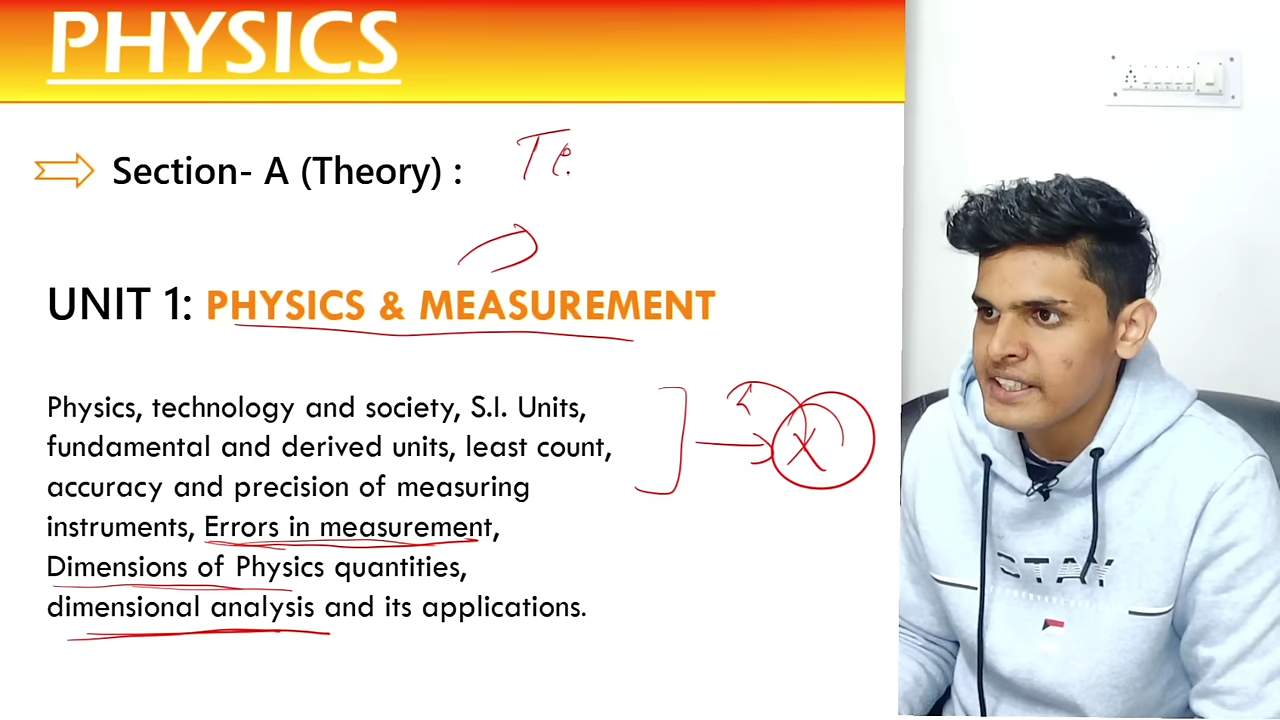 PHYSICS
Section- A (Theory) :
UNIT 1: PHYSICS & MEASUREMENT
Physics, technology and society, S.I. Units,
fundamental and derived units, least count,
accuracy and precision of measuring
instruments, Errors in measurement,
Dimensions of Physics quantities,
dimensional analysis and its applications.
X
STAY